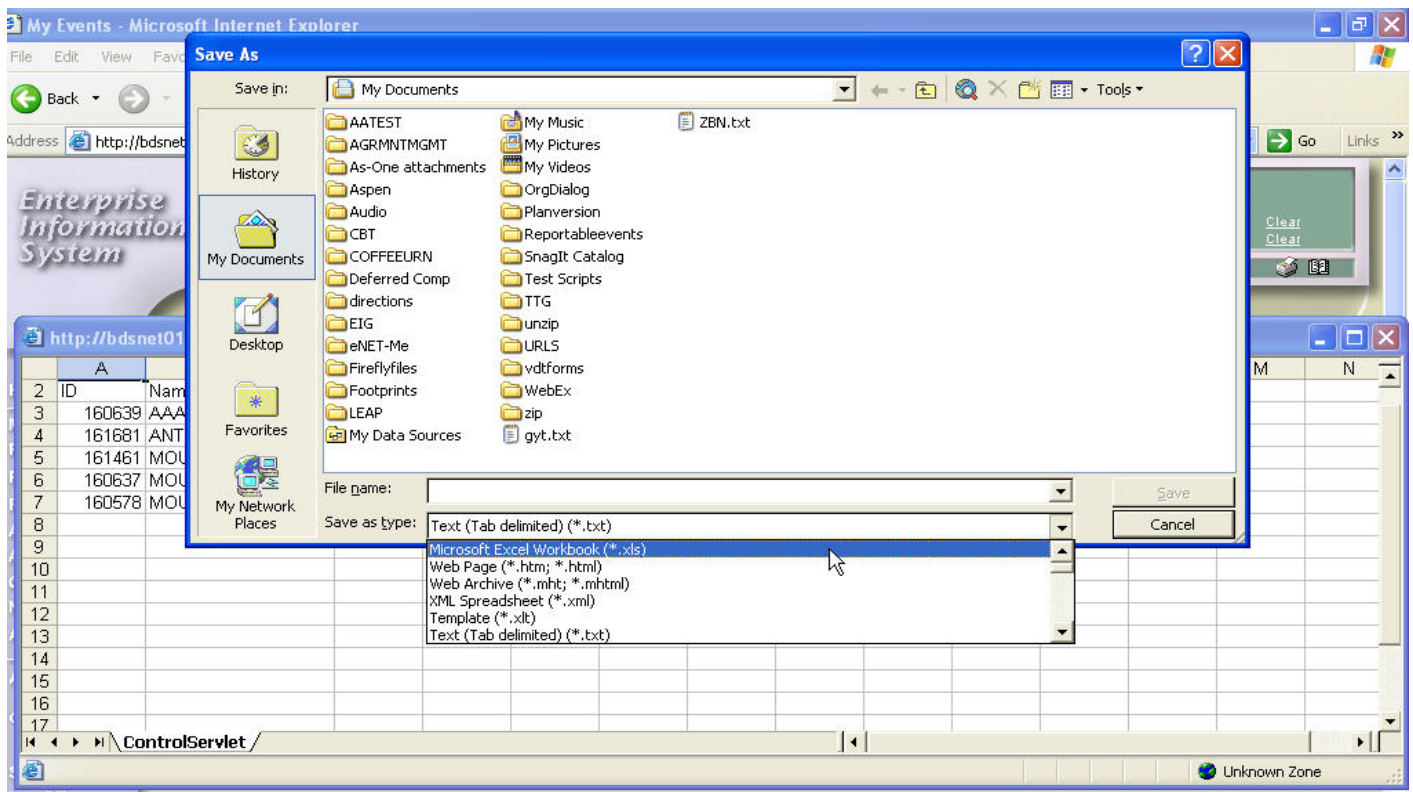 My Events - Microsoft Internet Explorer
File Edit View
Save As
Back
Save in: My Documents
Tools
Address http://bdsnet
Go Links »
Enterprise
Information
System
Clear
Clear
History
My Documents
Desktop
Favorites
My Network
Places
AATEST
AGRMNTMGMT
As-One attachments
Aspen
Audio
CBT
COFFEEURN
Deferred Comp
directions
EIG
eNET-Me
Fireflyfiles
Footprints
LEAP
My Data Sources
My Music
My Pictures
My Videos
OrgDialog
Planversion
Reportableevents
SnagIt Catalog
Test Scripts
TTG
unzip
URLS
vdtforms
WebEx
zip
gyt.txt
ZBN.txt
File name:
Save
Save as type: Text (Tab delimited) (*.txt)
Cancel
Microsoft Excel Workbook (*.xls)
Web Page (*.htm; *.html)
Web Archive (*.mht; *.mhtml)
XML Spreadsheet (*.xml)
Template (*.xlt)
Text (Tab delimited) (*.txt)
http://bdsnet01
A M N
2 ID Nam
3 160639 AAA
4 161681 ANT
5 161461 MOU
6 160637 MOU
7 160578 MOU
8
9
10
11
12
13
14
15
16
17
ControlServlet
Unknown Zone